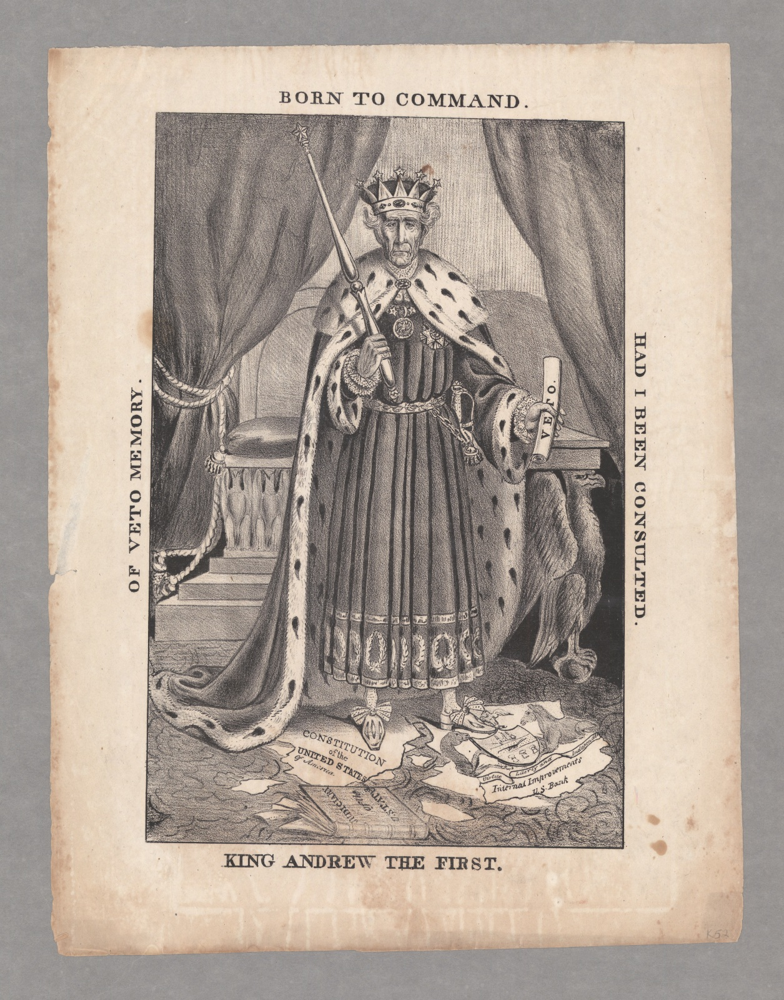 BORN TO COMMAND.
OF VETO MEMORY.
HAD I BEEN CONSULTED.
VETO.
CONSTITUTION
of the
UNITED STATES
of America.
Virtue Liberty and Independence
Internal Improvements
U.S. Bank
JUDICIARY
of the
U STATES
KING ANDREW THE FIRST.
K52